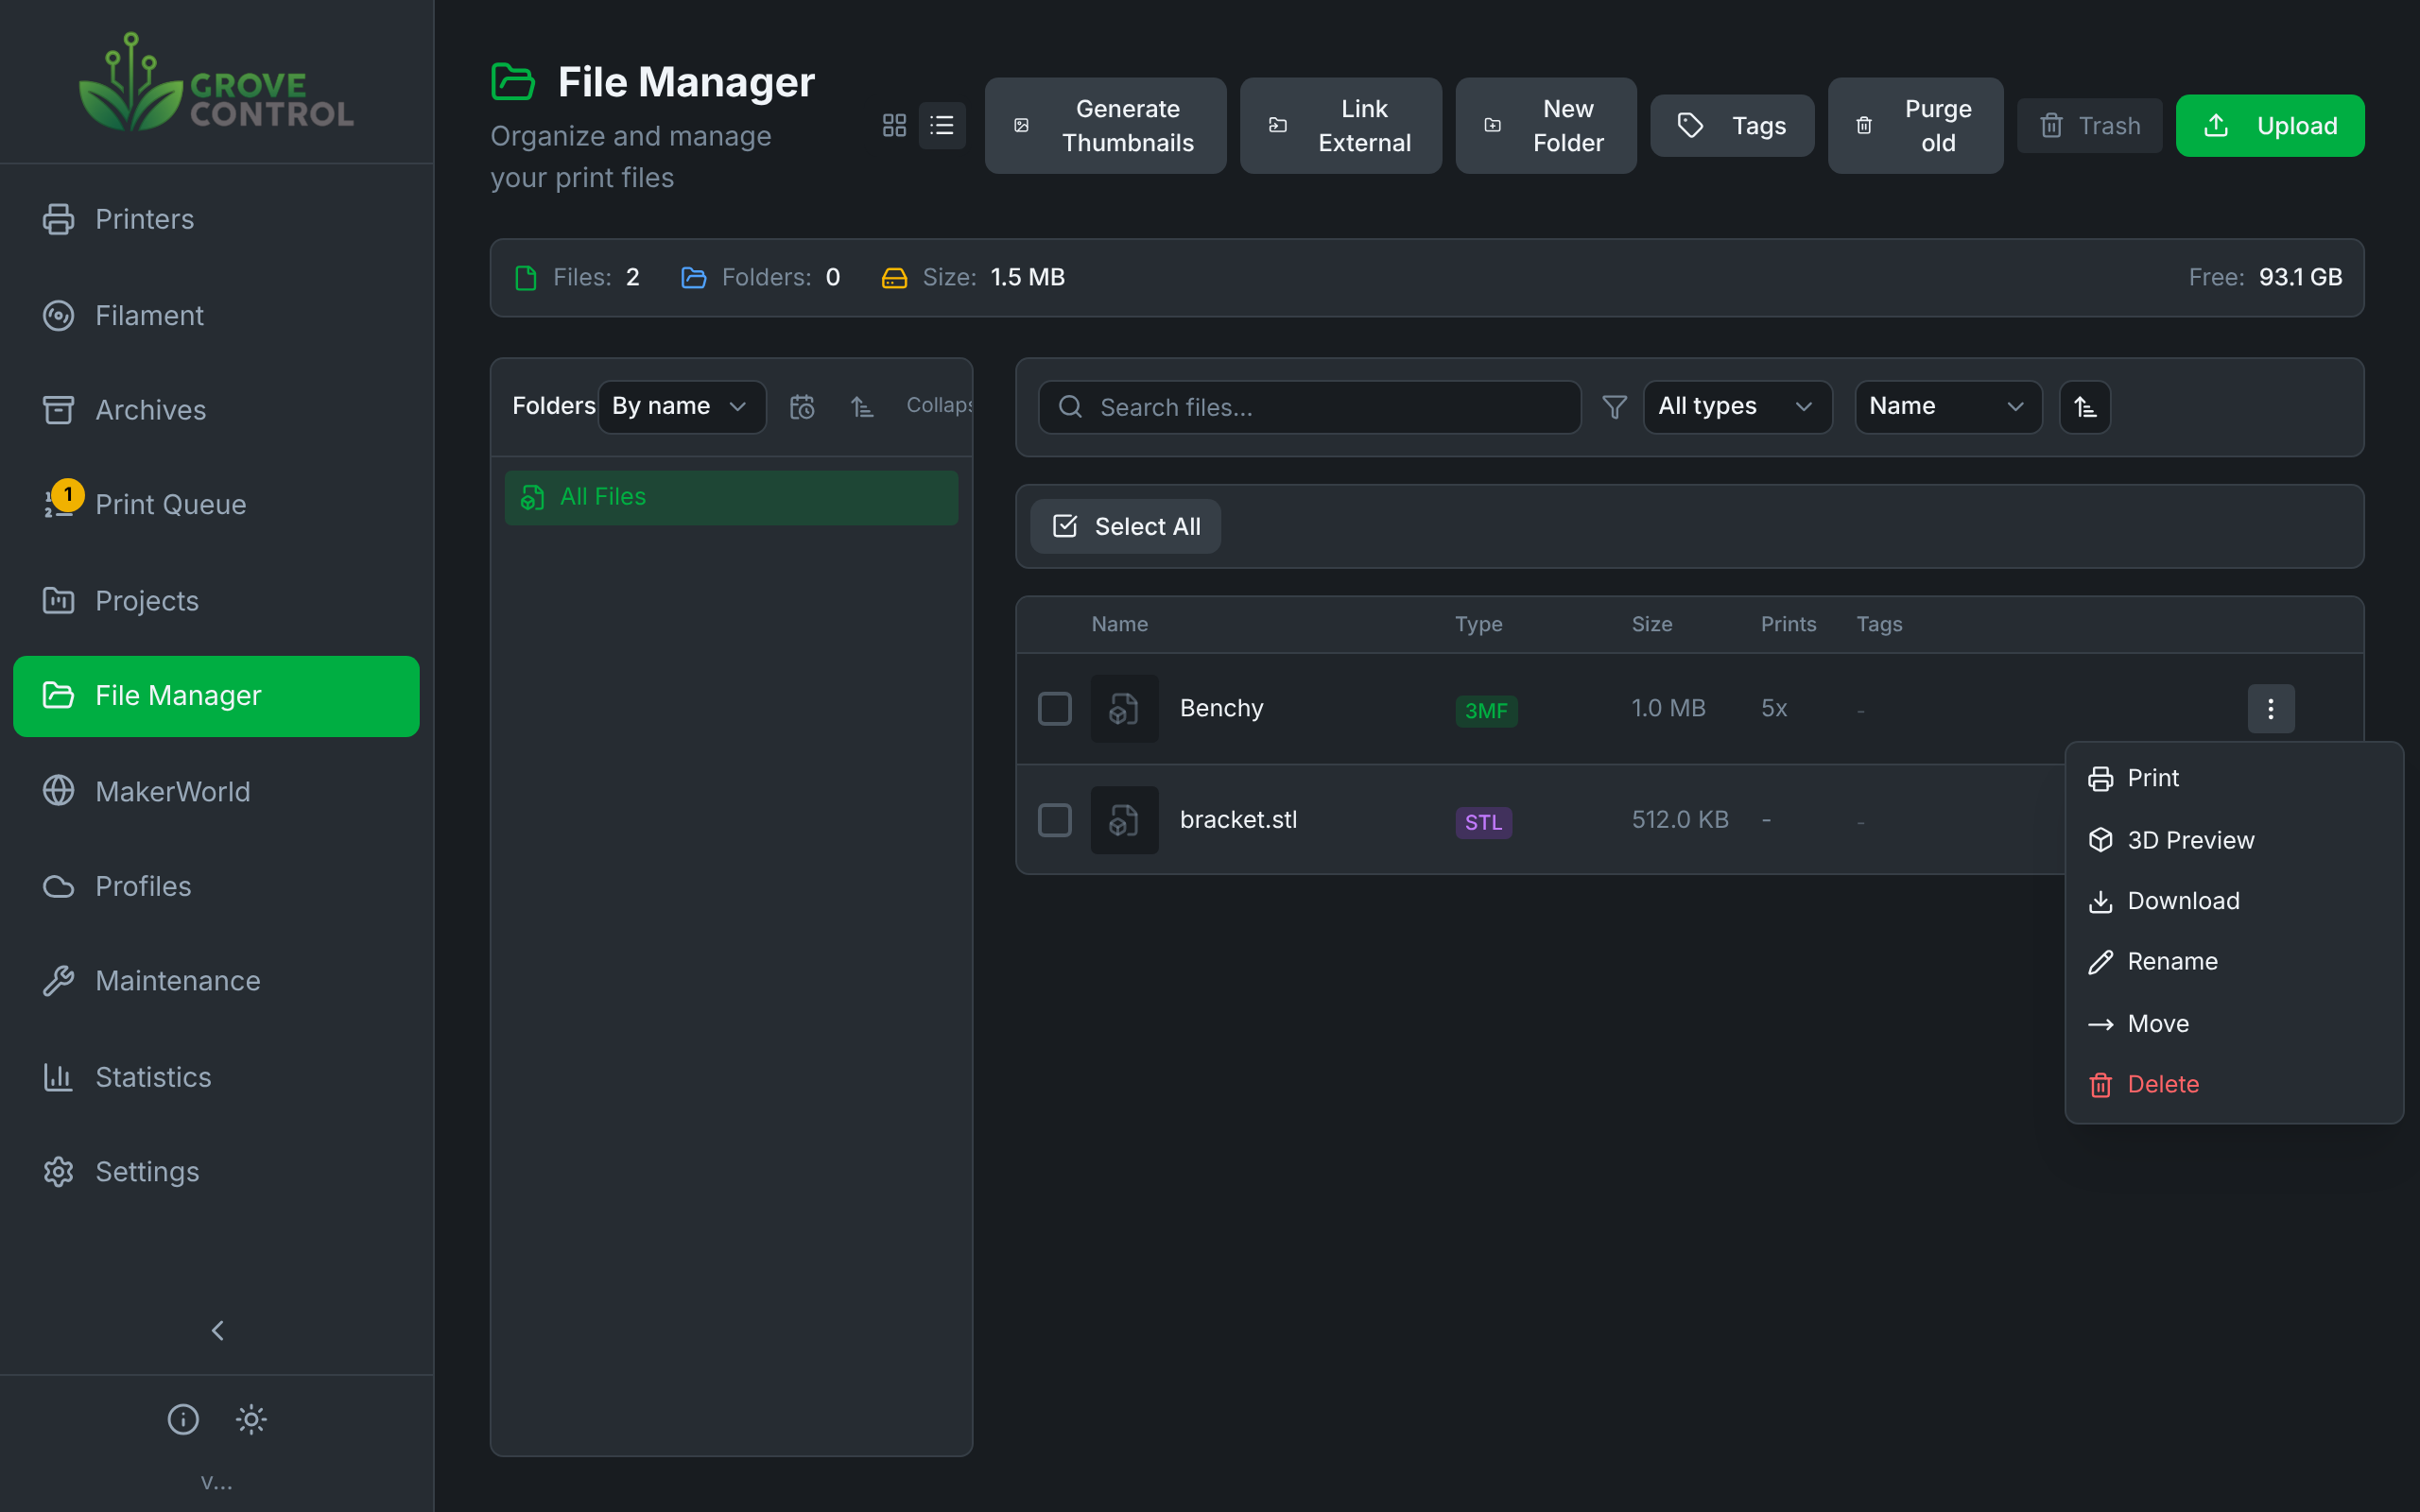 GROVE
CONTROL
Printers
Filament
Archives
1
Print Queue
Projects
File Manager
MakerWorld
Profiles
Maintenance
Statistics
Settings
v...
File Manager
Organize and manage
your print files
Generate
Thumbnails
Link
External
New
Folder
Tags
Purge
old
Trash
Upload
Files: 2
Folders: 0
Size: 1.5 MB
Free: 93.1 GB
Folders
By name
Collaps
All Files
Search files...
All types
Name
Select All
Name Type Size Prints Tags
Benchy 3MF 1.0 MB 5x -
bracket.stl STL 512.0 KB - -
Print
3D Preview
Download
Rename
Move
Delete